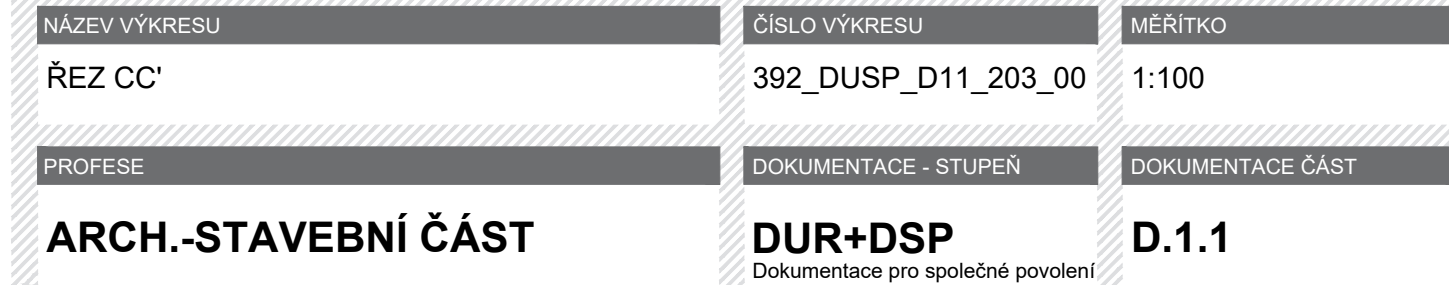 NÁZEV VÝKRESU
ŘEZ CC'
ČÍSLO VÝKRESU
392_DUSP_D11_203_00
MĚŘÍTKO
1:100
PROFESE
ARCH.-STAVEBNÍ ČÁST
DOKUMENTACE - STUPEŇ
DUR+DSP
Dokumentace pro společné povolení
DOKUMENTACE ČÁST
D.1.1